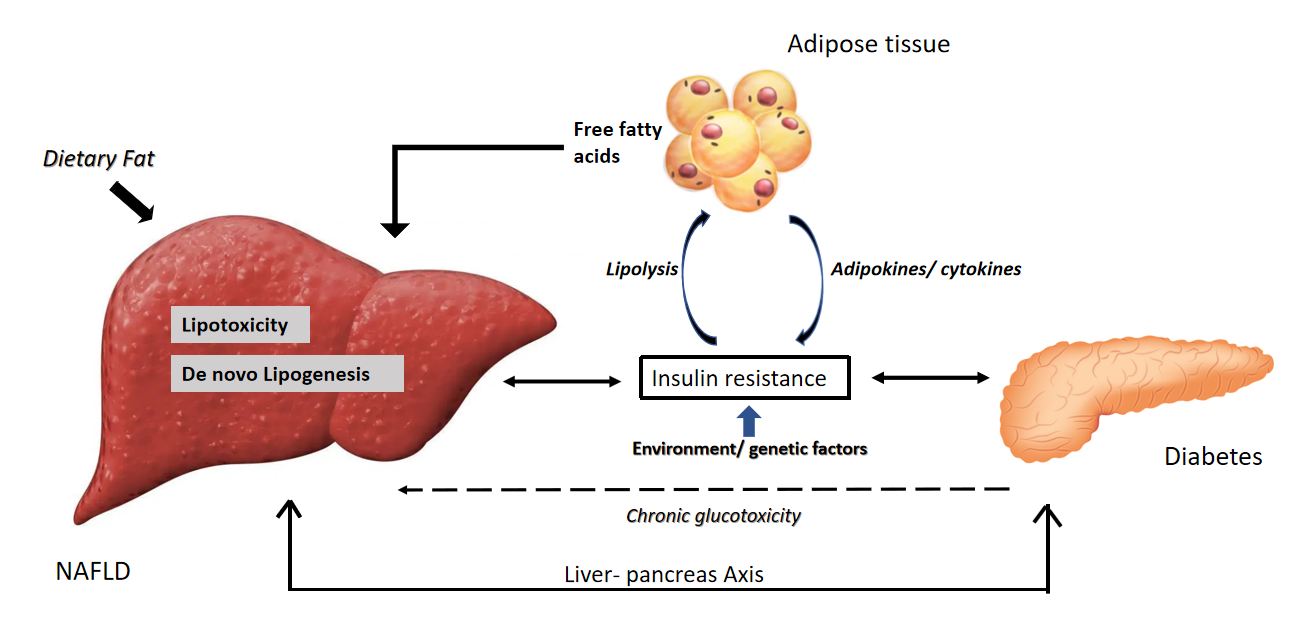 Adipose tissue
Free fatty
acids
Dietary Fat
Lipolysis
Adipokines/ cytokines
Lipotoxicity
De novo Lipogenesis
Insulin resistance
Environment/ genetic factors
Diabetes
Chronic glucotoxicity
NAFLD
Liver- pancreas Axis